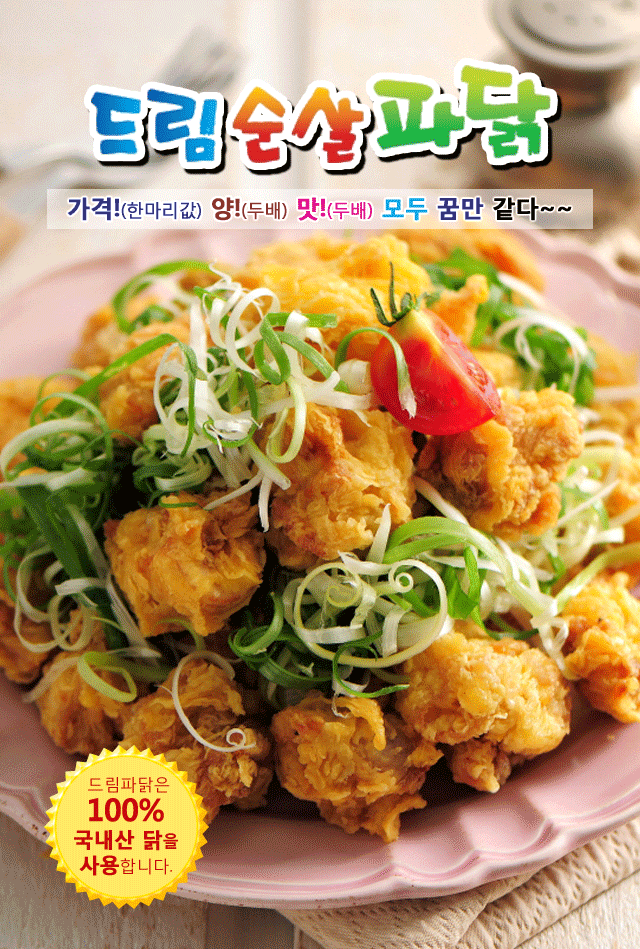 드림 순살 파닭
가격!(한마리값) 양!(두배) 맛!(두배) 모두 꿈만 같다~~
드림파닭은
100%
국내산 닭을
사용합니다.